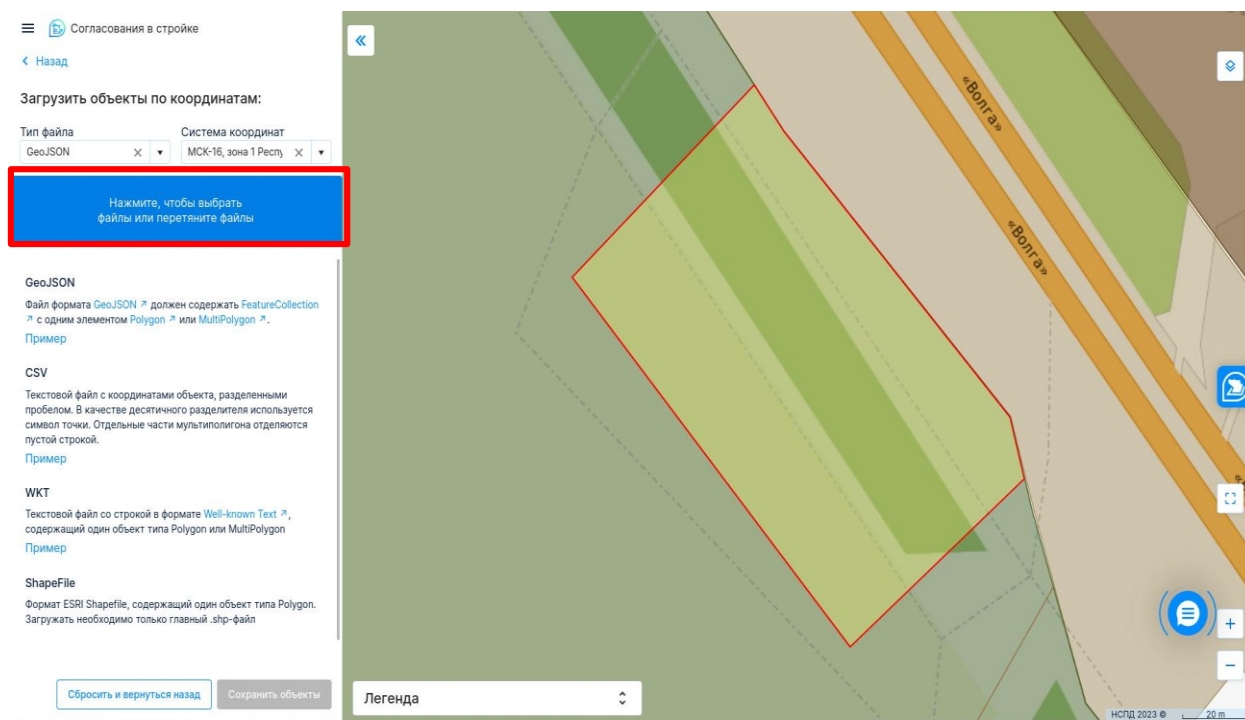 Согласования в стройке
Назад
Загрузить объекты по координатам:
Тип файла
Система координат
GeoJSON
МСК-16, зона 1 Респу
Нажмите, чтобы выбрать
файлы или перетяните файлы
GeoJSON
Файл формата GeoJSON ↗ должен содержать FeatureCollection
↗ с одним элементом Polygon ↗ или MultiPolygon ↗.
Пример
CSV
Текстовой файл с координатами объекта, разделенными
пробелом. В качестве десятичного разделителя используется
символ точки. Отдельные части мультиполигона отделяются
пустой строкой.
Пример
WKT
Текстовой файл со строкой в формате Well-known Text ↗,
содержащий один объект типа Polygon или MultiPolygon
Пример
ShapeFile
Формат ESRI Shapefile, содержащий один объект типа Polygon.
Загружать необходимо только главный .shp-файл
Сбросить и вернуться назад
Сохранить объекты
«Волга»
«Волга»
Легенда
НСПД 2023 ©
20 m